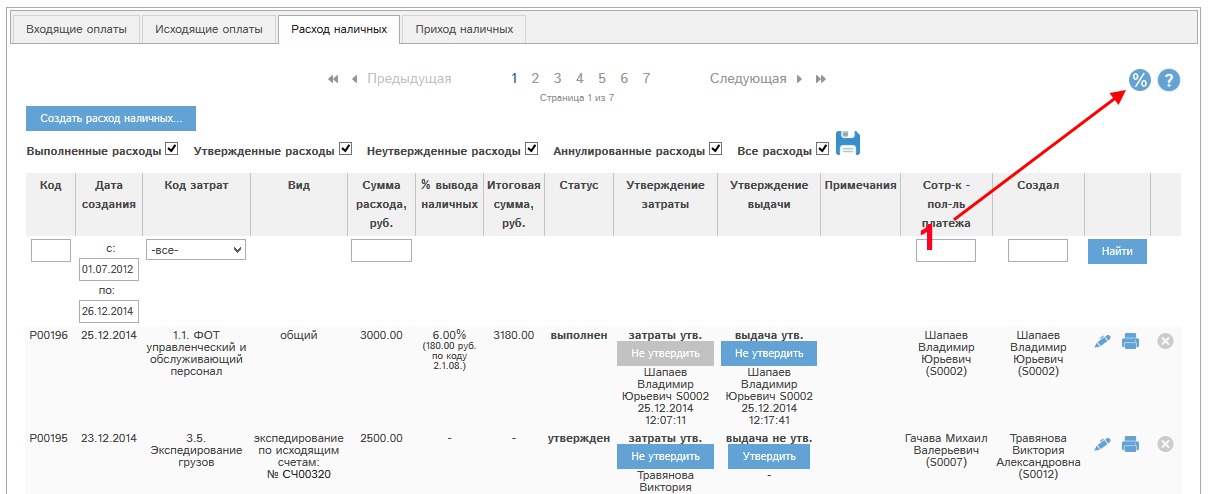 Входящие оплаты Исходящие оплаты Расход наличных Приход наличных
Предыдущая 1 2 3 4 5 6 7 Следующая % ?
Страница 1 из 7
Создать расход наличных...
Выполненные расходы Утвержденные расходы Неутвержденные расходы Аннулированные расходы Все расходы
Код Дата создания Код затрат Вид Сумма расхода, руб. % вывода наличных Итоговая сумма, руб. Статус Утверждение затраты Утверждение выдачи Примечания Сотр-к - пол-ль платежа Создал
1
с:
-все-
Найти
01.07.2012
по:
26.12.2014
P00196 25.12.2014 1.1. ФОТ общий 3000.00 6.00% 3180.00 выполнен затраты утв. выдача утв. Шапаев Шапаев
управленческий и (180.00 руб. Не утвердить Не утвердить Владимир Владимир
обслуживающий по коду Юрьевич Юрьевич
персонал 2.1.08.) Шапаев Шапаев (S0002) (S0002)
Владимир Владимир
Юрьевич S0002 Юрьевич S0002
25.12.2014 25.12.2014
12:07:11 12:17:41
P00195 23.12.2014 3.5. экспедирование 2500.00 - - утвержден затраты утв. выдача не утв. Гачава Михаил Травянова
Экспедирование по исходящим Не утвердить Утвердить Валерьевич Виктория
грузов счетам: (S0007) Александровна
№ СЧ00320 Травянова - (S0012)
Виктория